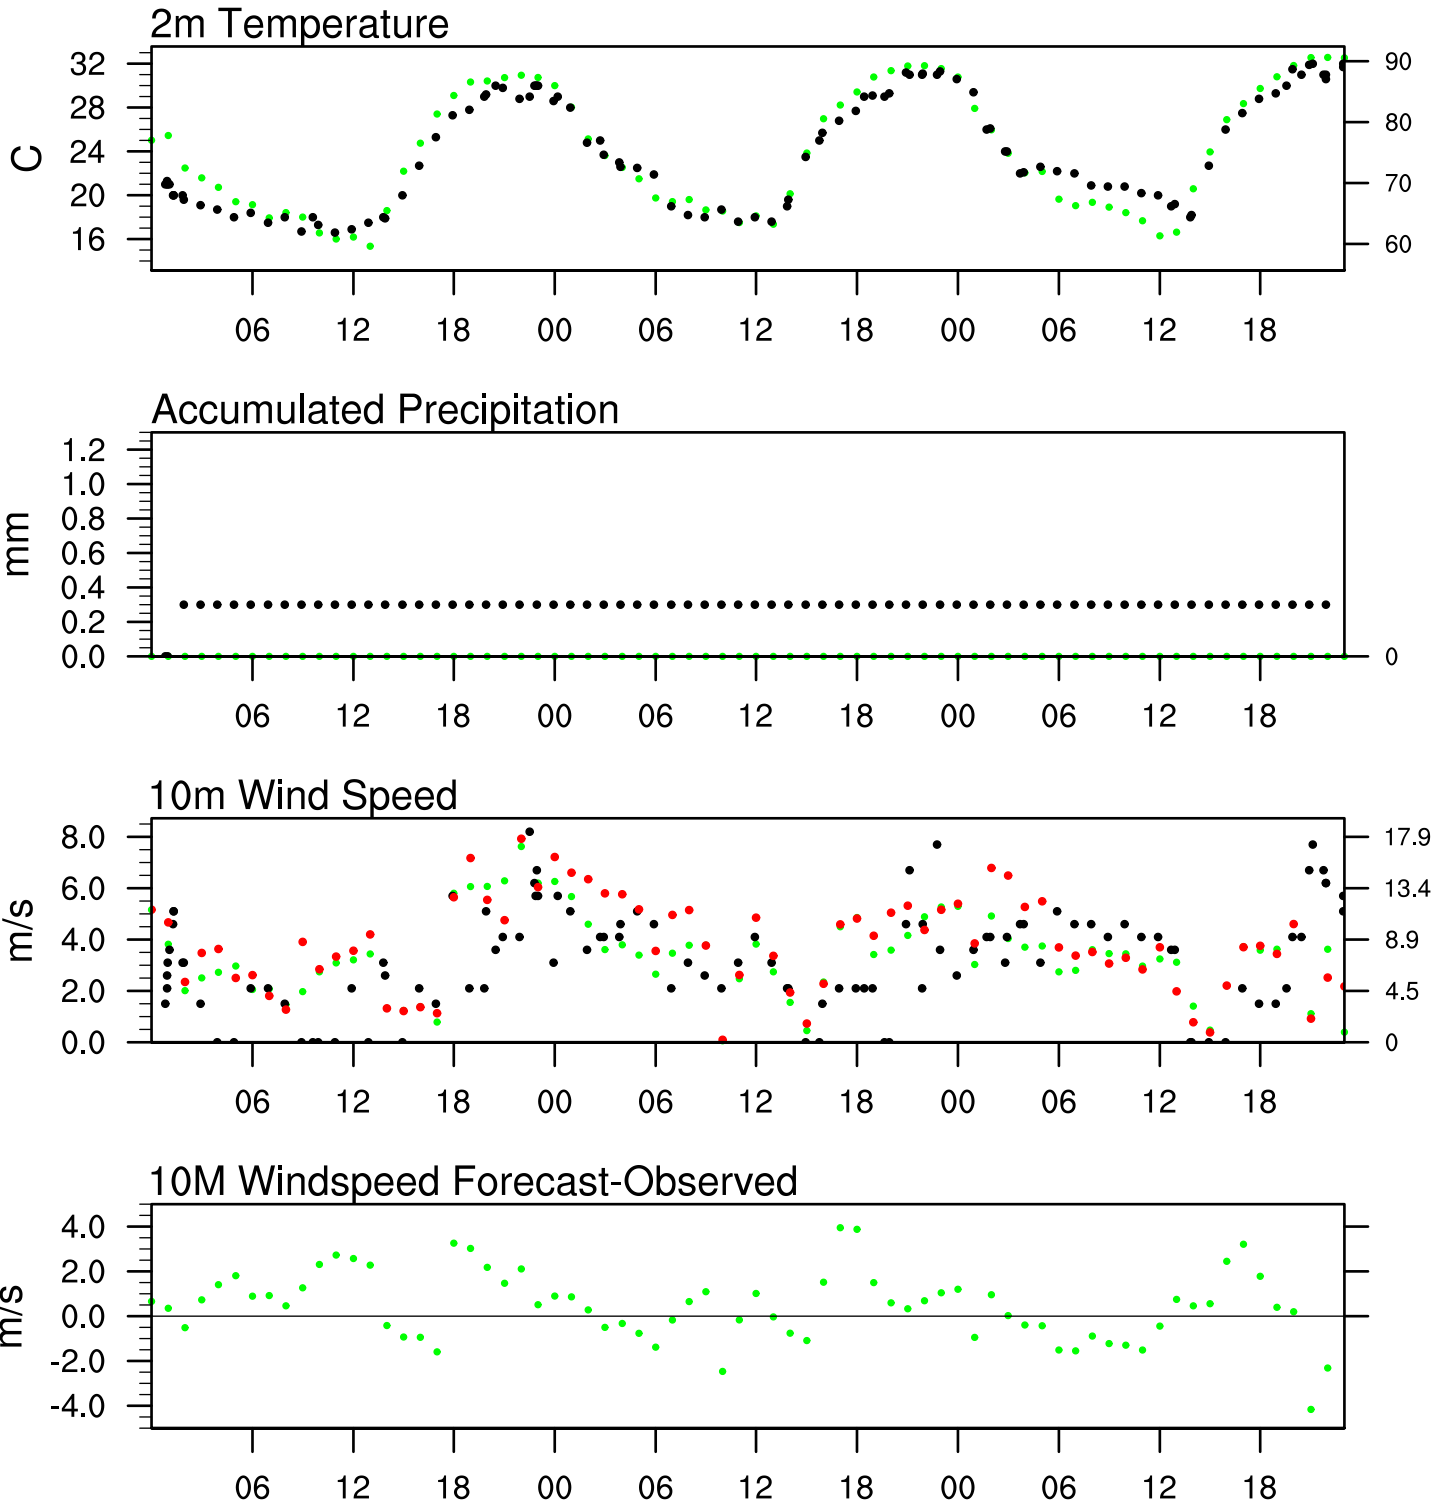 2m Temperature
C
32
28
24
20
16
90
80
70
60
06 12 18 00 06 12 18 00 06 12 18
Accumulated Precipitation
mm
1.2
1.0
0.8
0.6
0.4
0.2
0.0
0
06 12 18 00 06 12 18 00 06 12 18
10m Wind Speed
m/s
8.0
6.0
4.0
2.0
0.0
17.9
13.4
8.9
4.5
0
06 12 18 00 06 12 18 00 06 12 18
10M Windspeed Forecast-Observed
m/s
4.0
2.0
0.0
-2.0
-4.0
06 12 18 00 06 12 18 00 06 12 18